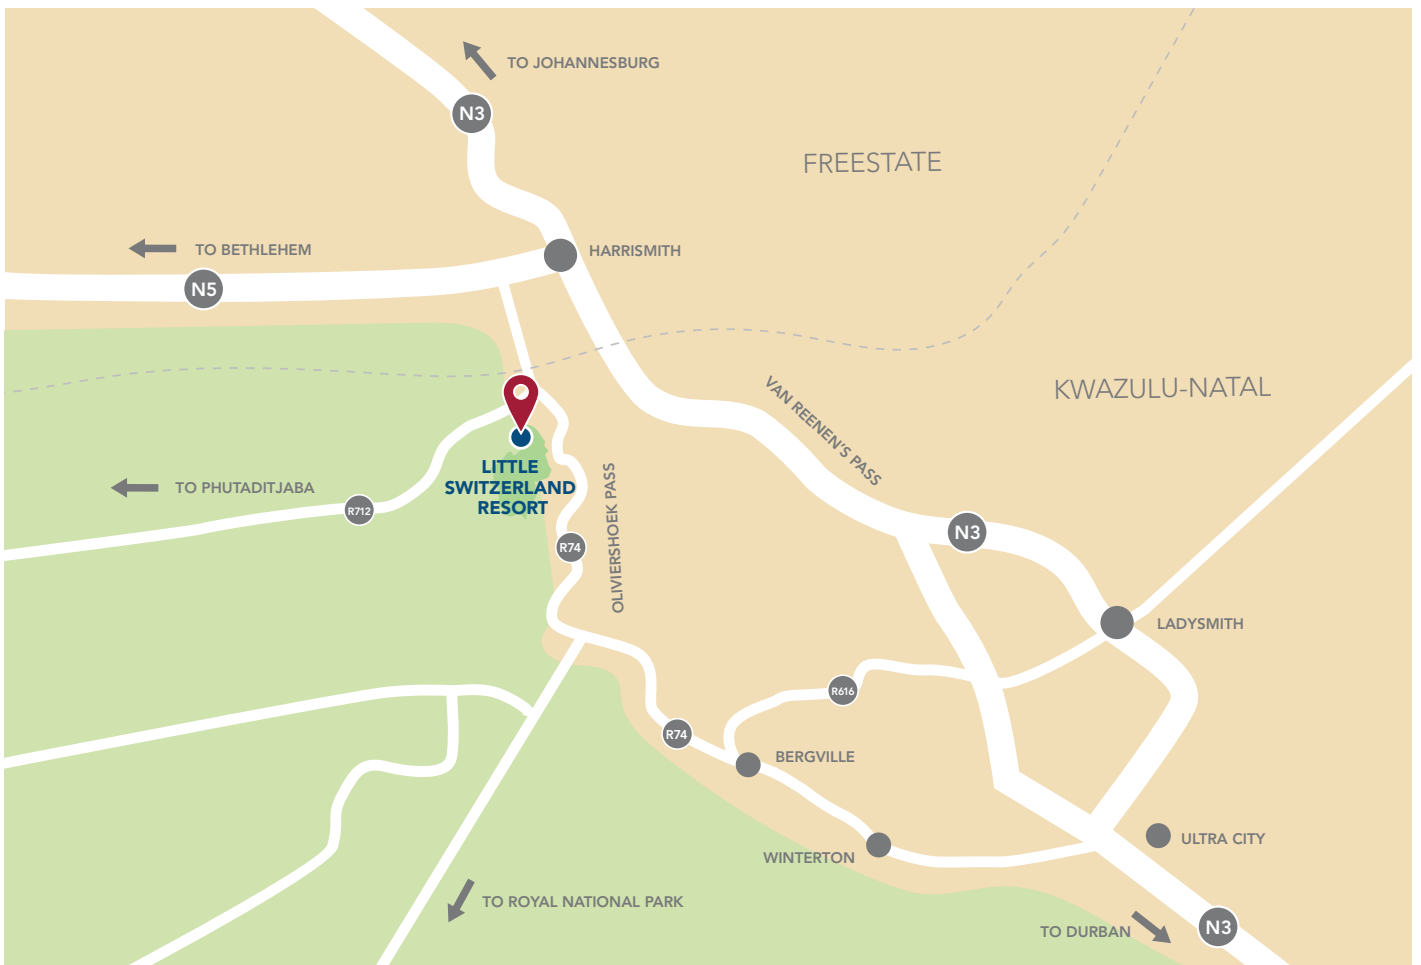 TO JOHANNESBURG
N3
FREESTATE
TO BETHLEHEM
HARRISMITH
N5
VAN REENEN'S PASS
KWAZULU-NATAL
LITTLE
SWITZERLAND
RESORT
TO PHUTADITJABA
R712
OLIVIERSHOEK PASS
R74
N3
LADYSMITH
R616
R74
BERGVILLE
ULTRA CITY
WINTERTON
TO ROYAL NATIONAL PARK
TO DURBAN
N3